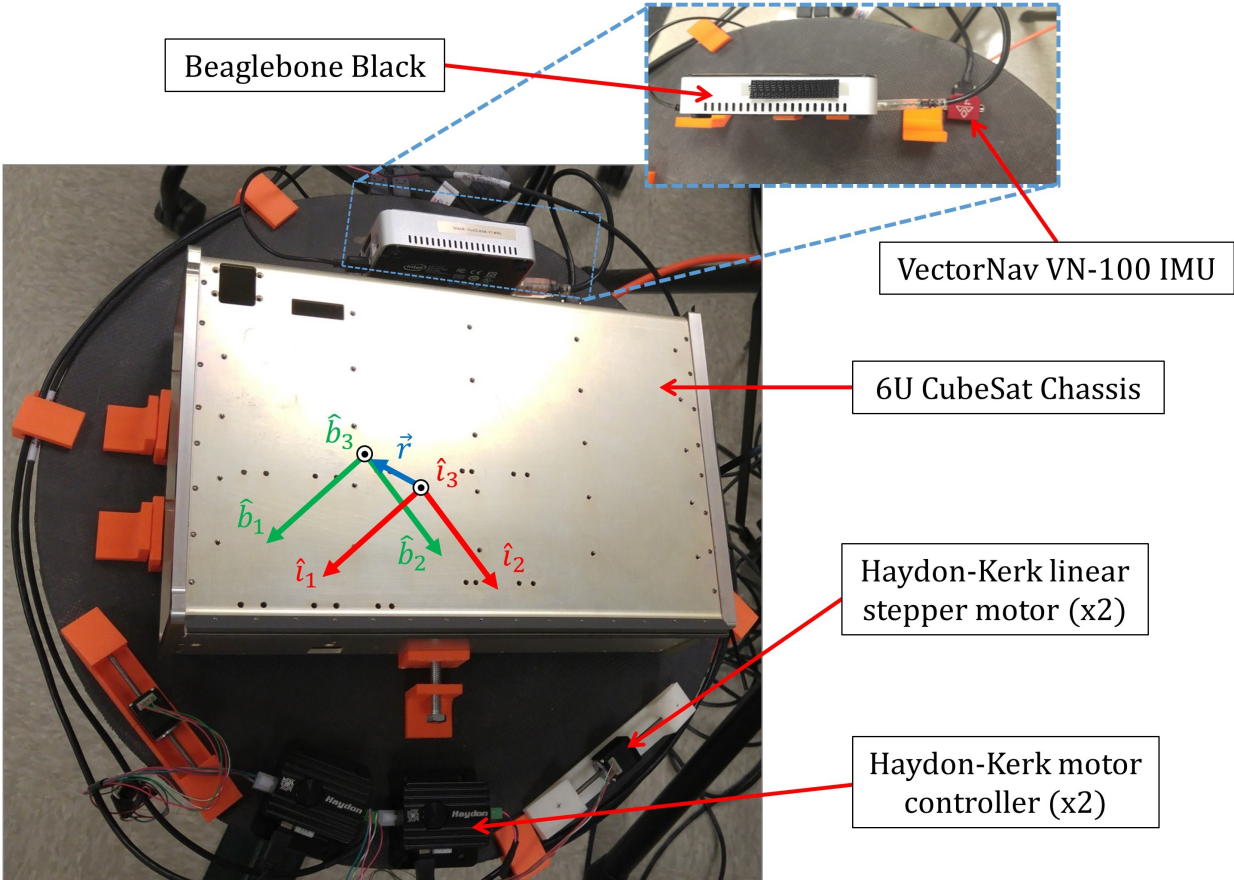 Beaglebone Black
VectorNav VN-100 IMU
6U CubeSat Chassis
b̂₃
r⃗
î₃
b̂₁
b̂₂
î₁
î₂
Haydon-Kerk linear
stepper motor (x2)
Haydon-Kerk motor
controller (x2)
intel
Haydon
Haydon